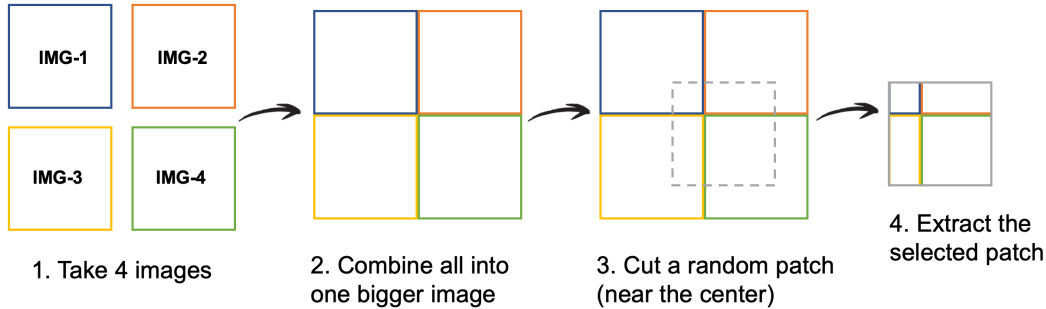 IMG-1
IMG-2
IMG-3
IMG-4
1. Take 4 images
2. Combine all into
one bigger image
3. Cut a random patch
(near the center)
4. Extract the
selected patch